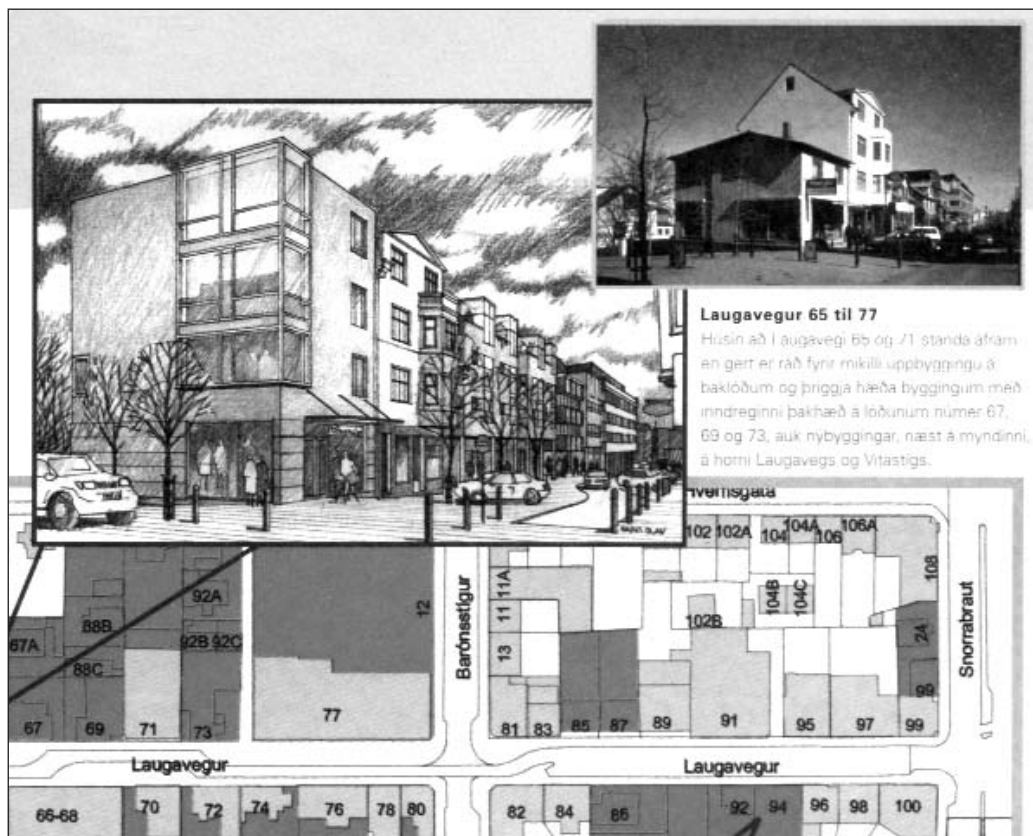 Laugavegur 65 til 77
Húsin að Laugavegi 65 og 71 standa áfram
en gert er ráð fyrir mikilli uppbyggingu á
baklóðum og þriggja hæða byggingum með
inndreginni þakhæð á lóðunum númer 67,
69 og 73, auk nýbyggingar, næst á myndinni,
á horni Laugavegs og Vitastígs.
Hverfisgata
102 102A 104 104A 106 106A
108
92A
12
11A
11
104B
104C
88B
102B
67A
92B 92C
24
88C
13
99
Barónsstígur
Snorrabraut
67 69 71 73 77
81 83 85 87 89 91 95 97 99
Laugavegur
Laugavegur
66-68 70 72 74 76 78 80
82 84 86 92 94 96 98 100